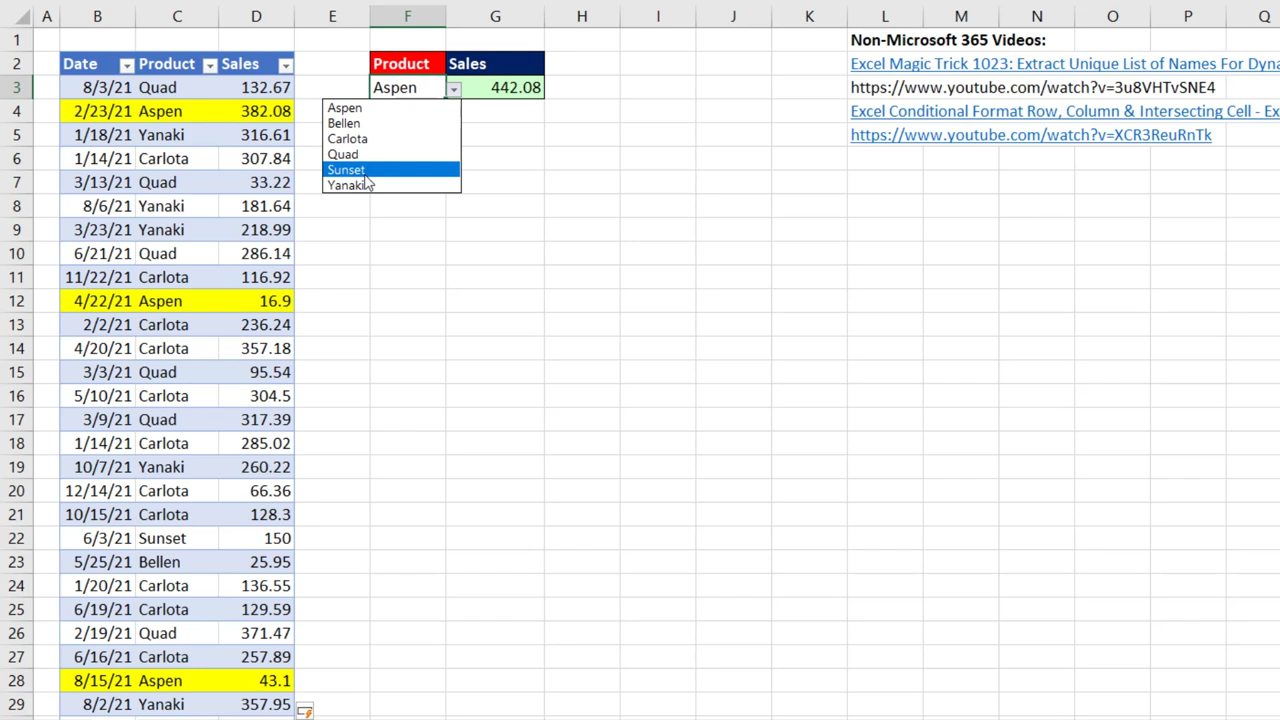 A B C D E F G H I J K L M N O P Q
1 Non-Microsoft 365 Videos:
2 Date Product Sales Product Sales Excel Magic Trick 1023: Extract Unique List of Names For Dyna
3 8/3/21 Quad 132.67 Aspen 442.08 https://www.youtube.com/watch?v=3u8VHTvSNE4
4 2/23/21 Aspen 382.08 Aspen Excel Conditional Format Row, Column & Intersecting Cell - Ex
Bellen
5 1/18/21 Yanaki 316.61 Carlota https://www.youtube.com/watch?v=XCR3ReuRnTk
6 1/14/21 Carlota 307.84 Quad
Sunset
7 3/13/21 Quad 33.22 Yanaki
8 8/6/21 Yanaki 181.64
9 3/23/21 Yanaki 218.99
10 6/21/21 Quad 286.14
11 11/22/21 Carlota 116.92
12 4/22/21 Aspen 16.9
13 2/2/21 Carlota 236.24
14 4/20/21 Carlota 357.18
15 3/3/21 Quad 95.54
16 5/10/21 Carlota 304.5
17 3/9/21 Quad 317.39
18 1/14/21 Carlota 285.02
19 10/7/21 Yanaki 260.22
20 12/14/21 Carlota 66.36
21 10/15/21 Carlota 128.3
22 6/3/21 Sunset 150
23 5/25/21 Bellen 25.95
24 1/20/21 Carlota 136.55
25 6/19/21 Carlota 129.59
26 2/19/21 Quad 371.47
27 6/16/21 Carlota 257.89
28 8/15/21 Aspen 43.1
29 8/2/21 Yanaki 357.95